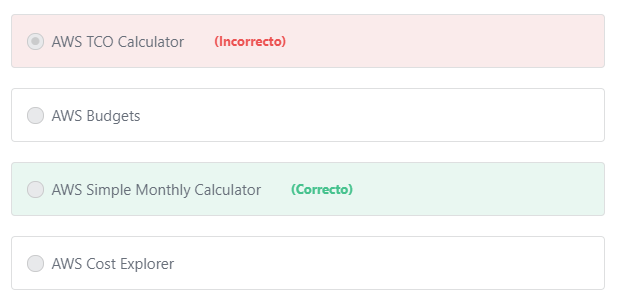 AWS TCO Calculator (Incorrecto)
AWS Budgets
AWS Simple Monthly Calculator (Correcto)
AWS Cost Explorer